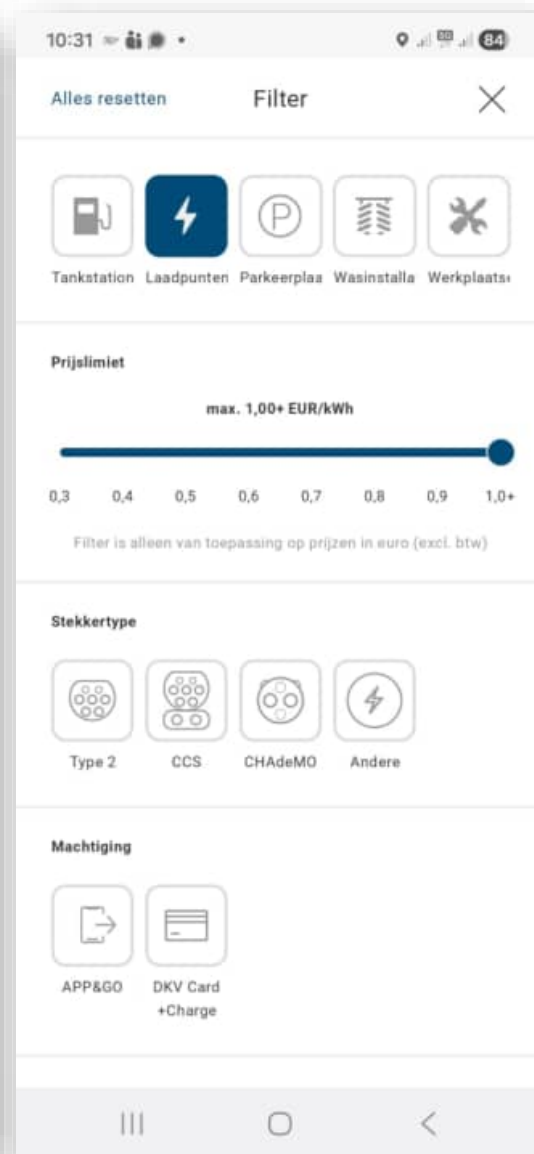 10:31
84
Alles resetten Filter
Tankstation Laadpunten Parkeerplaa Wasinstalla Werkplaats
Prijslimiet
max. 1,00+ EUR/kWh
0,3 0,4 0,5 0,6 0,7 0,8 0,9 1,0+
Filter is alleen van toepassing op prijzen in euro (excl. btw)
Stekkertype
Type 2 CCS CHAdeMO Andere
Machtiging
APP&GO DKV Card
+Charge